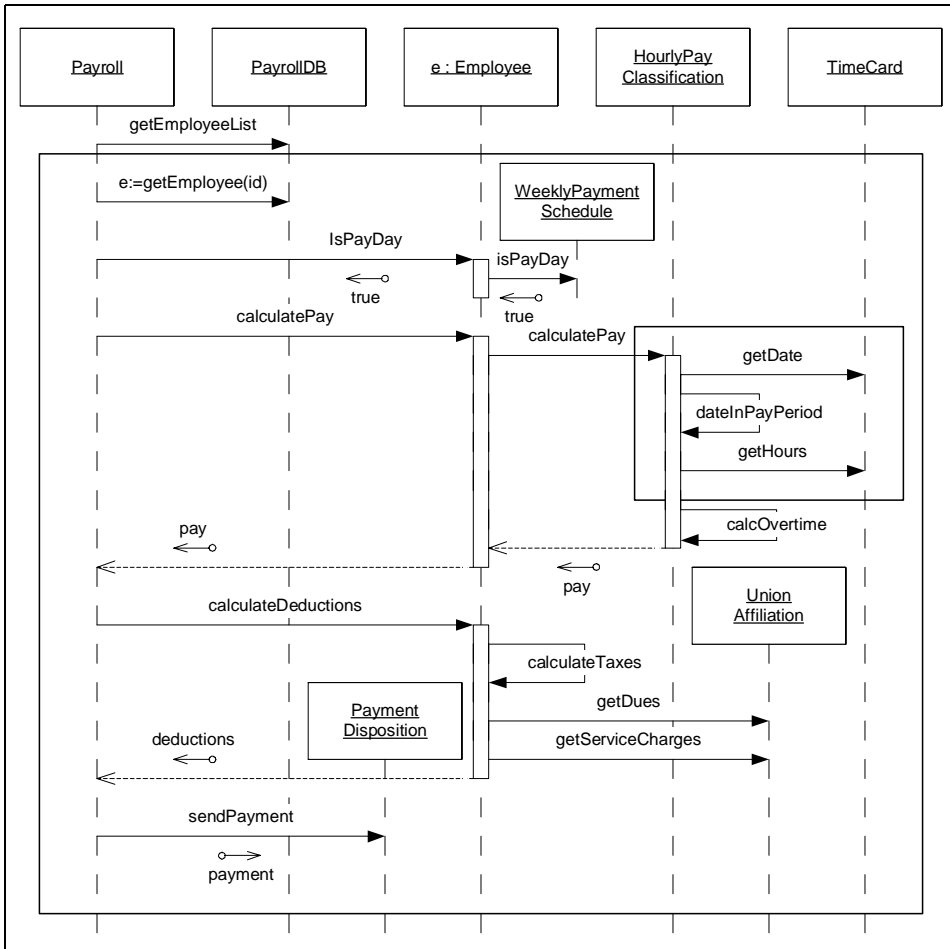 Payroll
PayrollDB
e : Employee
HourlyPay
Classification
TimeCard
getEmployeeList
e:=getEmployee(id)
WeeklyPayment
Schedule
IsPayDay
isPayDay
true
true
calculatePay
calculatePay
getDate
dateInPayPeriod
getHours
calcOvertime
pay
pay
calculateDeductions
Union
Affiliation
calculateTaxes
getDues
Payment
Disposition
deductions
getServiceCharges
sendPayment
payment